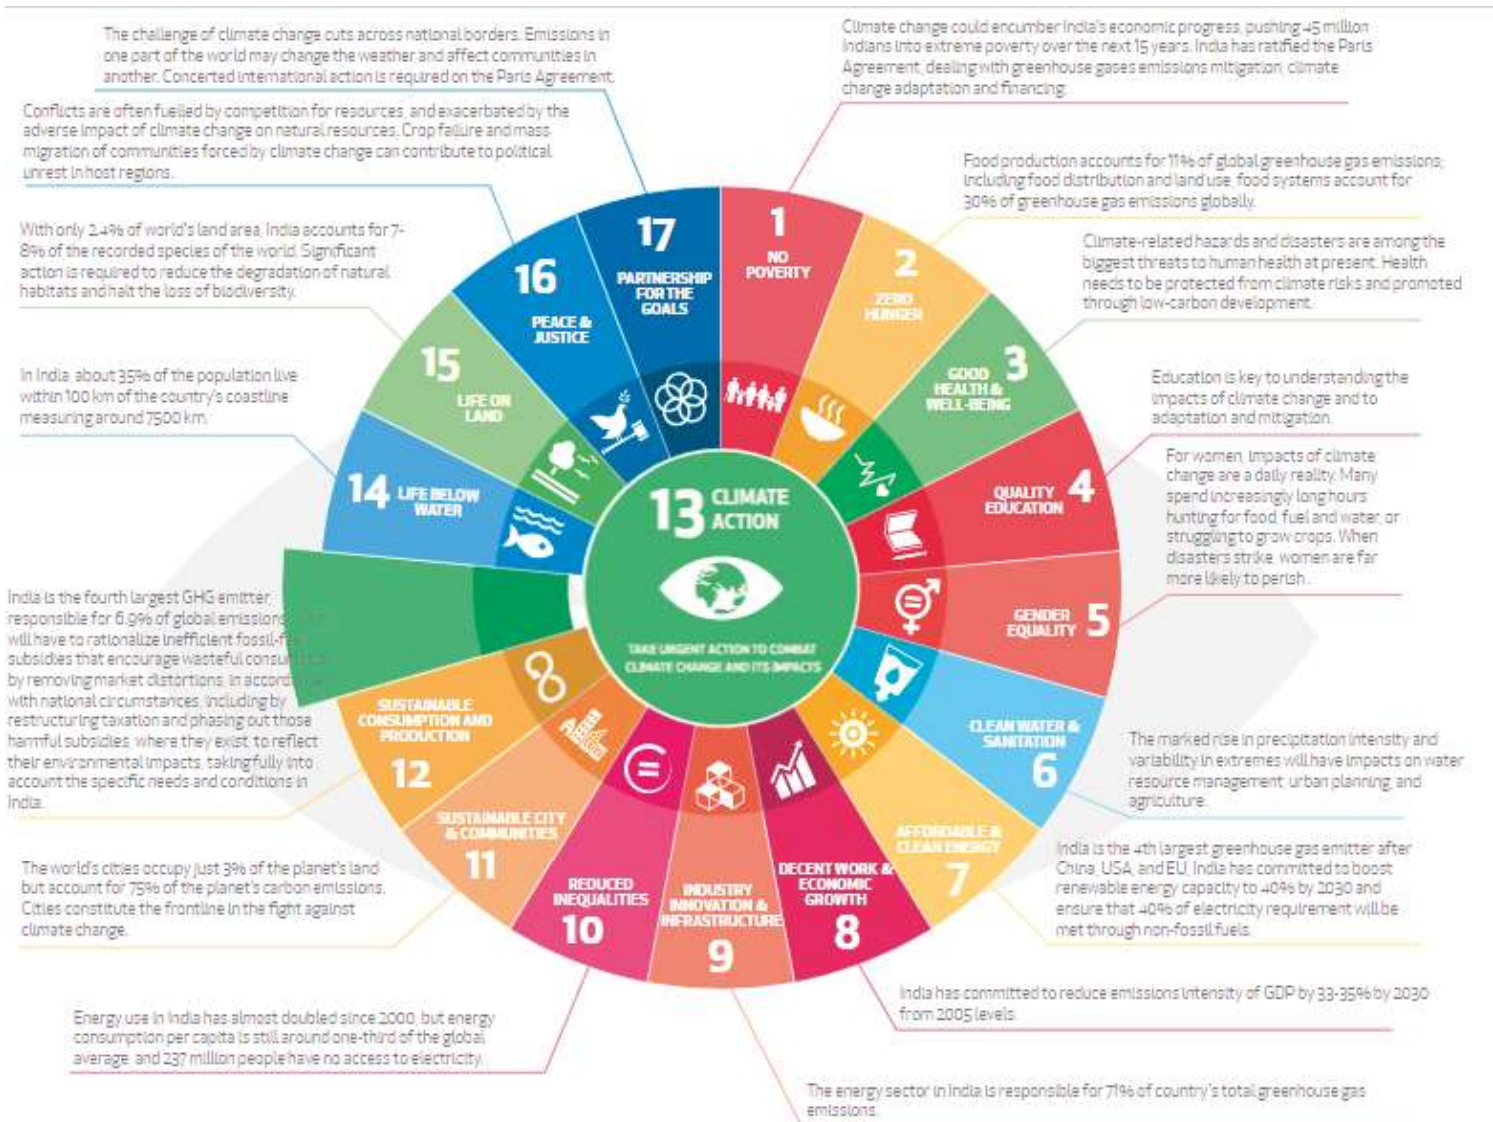 The challenge of climate change cuts across national borders. Emissions in
one part of the world may change the weather and affect communities in
another. Concerted international action is required on the Paris Agreement.
Climate change could encumber India's economic progress, pushing 45 million
Indians into extreme poverty over the next 15 years. India has ratified the Paris
Agreement, dealing with greenhouse gases emissions mitigation, climate
change adaptation and financing.
Conflicts are often fuelled by competition for resources, and exacerbated by the
adverse impact of climate change on natural resources. Crop failure and mass
migration of communities forced by climate change can contribute to political
unrest in host regions.
Food production accounts for 11% of global greenhouse gas emissions;
including food distribution and land use, food systems account for
30% of greenhouse gas emissions globally.
With only 2.4% of world's land area, India accounts for 7-
8% of the recorded species of the world. Significant
action is required to reduce the degradation of natural
habitats and halt the loss of biodiversity.
Climate-related hazards and disasters are among the
biggest threats to human health at present. Health
needs to be protected from climate risks and promoted
through low-carbon development.
In India, about 35% of the population live
within 100 km of the country's coastline
measuring around 7500 km.
Education is key to understanding the
impacts of climate change and to
adaptation and mitigation.
For women, impacts of climate
change are a daily reality. Many
spend increasingly long hours
hunting for food, fuel and water, or
struggling to grow crops. When
disasters strike, women are far
more likely to perish.
India is the fourth largest GHG emitter,
responsible for 6.9% of global emissions
will have to rationalize inefficient
subsidies that encourage wasteful
by removing market distortions, in
with national circumstances, including by
restructuring taxation and phasing out those
harmful subsidies, where they exist, to reflect
their environmental impacts, taking fully into
account the specific needs and conditions in
India.
The marked rise in precipitation intensity and
variability in extremes will have impacts on water
resource management, urban planning, and
agriculture.
India is the 4th largest greenhouse gas emitter after
China, USA, and EU, India has committed to boost
renewable energy capacity to 40% by 2030 and
ensure that 40% of electricity requirement will be
met through non-fossil fuels.
The world's cities occupy just 3% of the planet's land
but account for 75% of the planet's carbon emissions.
Cities constitute the frontline in the fight against
climate change.
India has committed to reduce emissions intensity of GDP by 33-35% by 2030
from 2005 levels.
Energy use in India has almost doubled since 2000, but energy
consumption per capita is still around one-third of the global
average, and 237 million people have no access to electricity.
The energy sector in India is responsible for 71% of country's total greenhouse gas
emissions.
1
NO
POVERTY
2
ZERO
HUNGER
3
GOOD
HEALTH &
WELL-BEING
4
QUALITY
EDUCATION
5
GENDER
EQUALITY
CLEAN WATER &
SANITATION
6
AFFORDABLE &
CLEAN ENERGY
7
DECENT WORK &
ECONOMIC
GROWTH
8
INDUSTRY
INNOVATION &
INFRASTRUCTURE
9
REDUCED
INEQUALITIES
10
SUSTAINABLE CITY
& COMMUNITIES
11
SUSTAINABLE
CONSUMPTION AND
PRODUCTION
12
14 LIFE BELOW
WATER
15
LIFE ON
LAND
16
PEACE &
JUSTICE
17
PARTNERSHIP
FOR THE
GOALS
13 CLIMATE
ACTION
TAKE URGENT ACTION TO COMBAT
CLIMATE CHANGE AND ITS IMPACTS